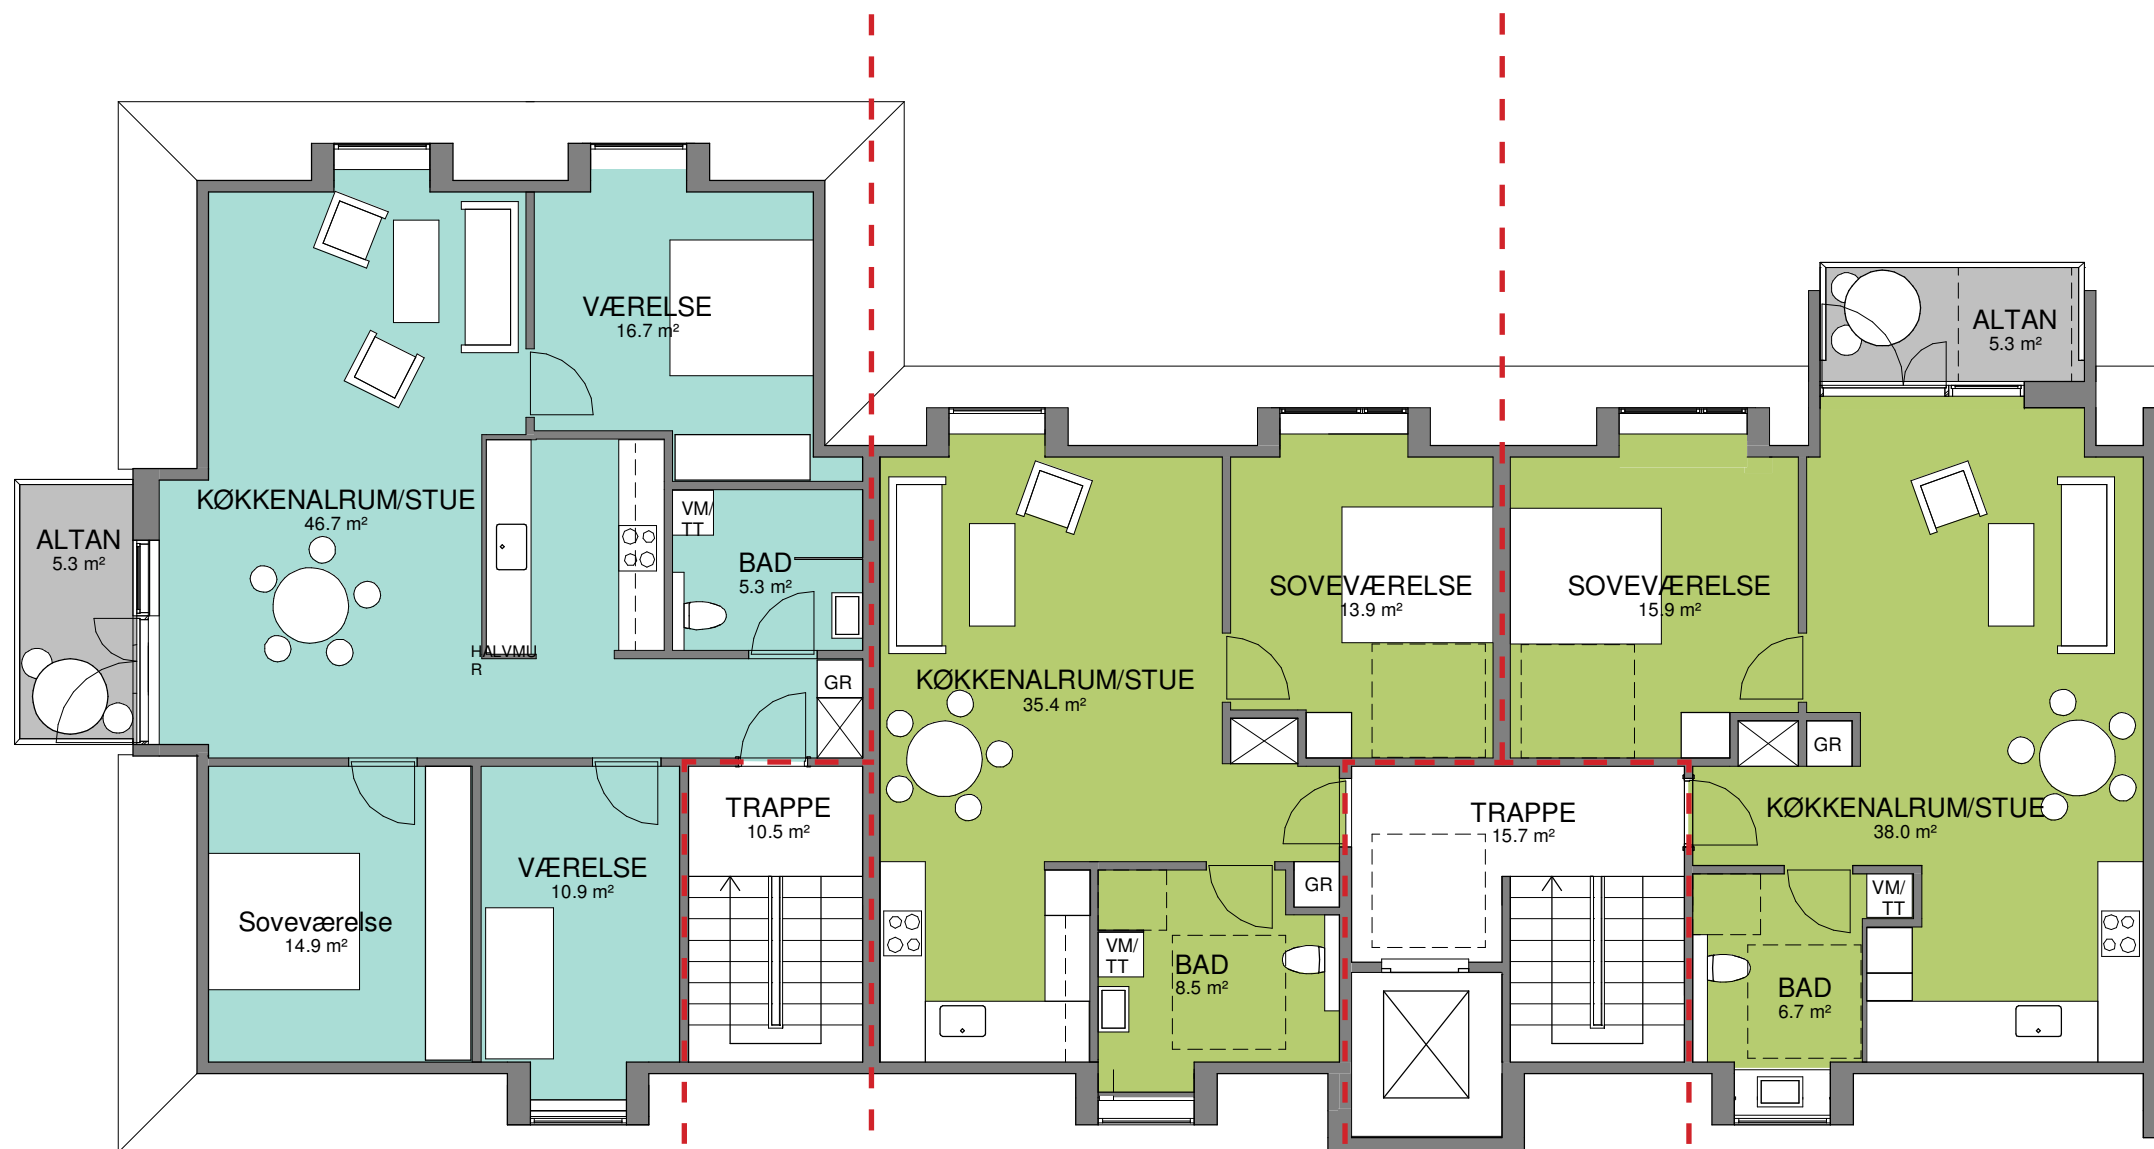 VÆRELSE
16.7 m²
KØKKENALRUM/STUE
46.7 m²
ALTAN
5.3 m²
VM/
TT
BAD
5.3 m²
HALVMU
R
GR
Soveværelse
14.9 m²
VÆRELSE
10.9 m²
TRAPPE
10.5 m²
KØKKENALRUM/STUE
35.4 m²
SOVEVÆRELSE
13.9 m²
GR
VM/
TT
BAD
8.5 m²
TRAPPE
15.7 m²
SOVEVÆRELSE
15.9 m²
ALTAN
5.3 m²
GR
KØKKENALRUM/STUE
38.0 m²
VM/
TT
BAD
6.7 m²